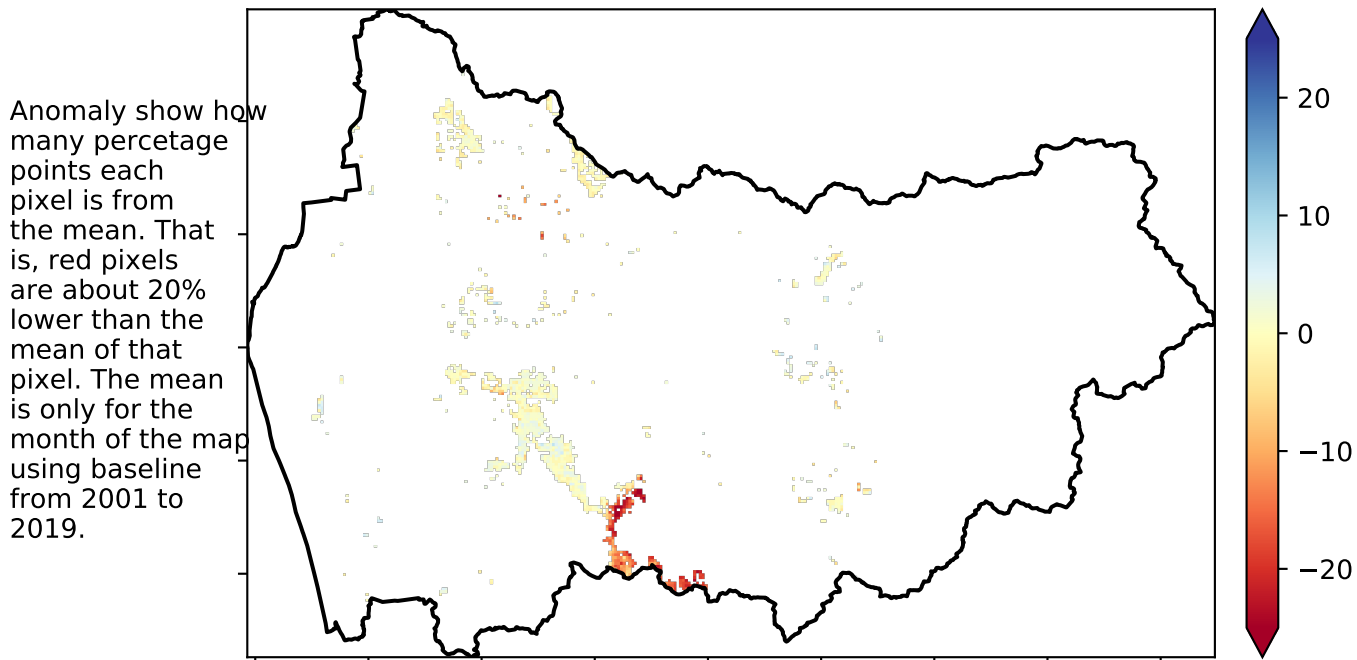 Anomaly show how
many percetage
points each
pixel is from
the mean. That
is, red pixels
are about 20%
lower than the
mean of that
pixel. The mean
is only for the
month of the map
using baseline
from 2001 to
2019.
20
10
0
−10
−20